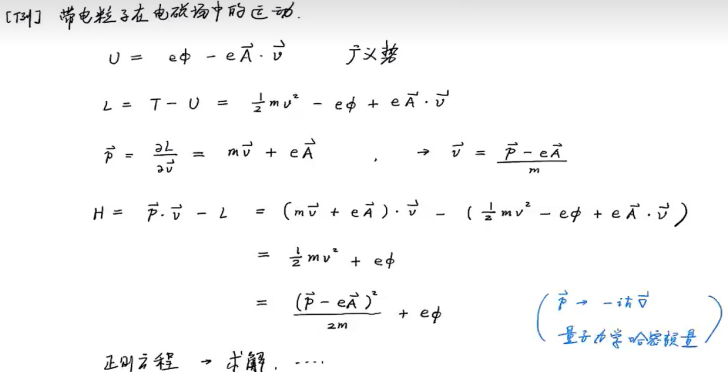 [例] 带电粒子在电磁场中的运动.
U = eϕ - eA⃗·v⃗ 广义势
L = T - U = ½mv² - eϕ + eA⃗·v⃗
p⃗ = ∂L/∂v⃗ = mv⃗ + eA⃗ , → v⃗ = (p⃗ - eA⃗)/m
H = p⃗·v⃗ - L = (mv⃗ + eA⃗)·v⃗ - (½mv² - eϕ + eA⃗·v⃗)
= ½mv² + eϕ
= (p⃗ - eA⃗)²/2m + eϕ
(p⃗ → -iħ∇⃗
量子力学哈密顿量)
正则方程 → 求解. ....